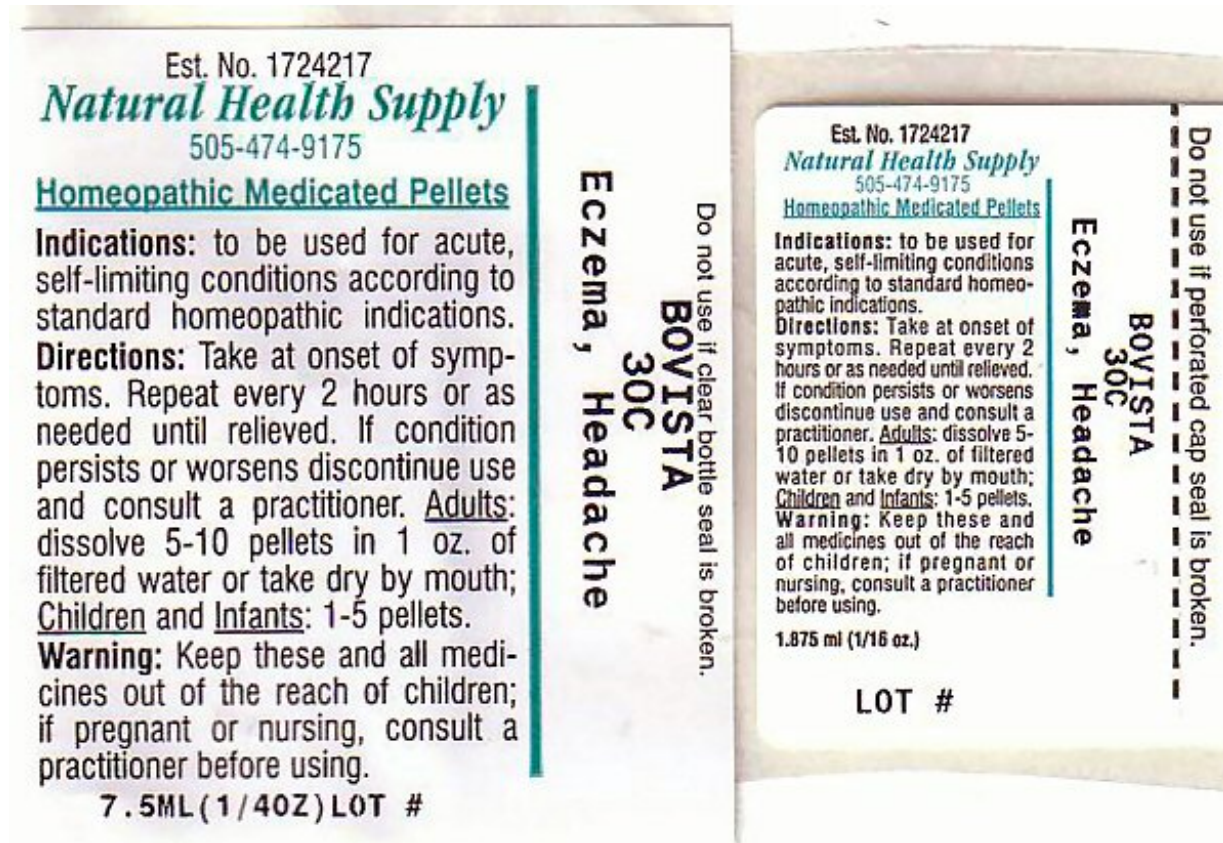 Est. No. 1724217
Natural Health Supply
505-474-9175
Homeopathic Medicated Pellets
Indications: to be used for acute,
self-limiting conditions according to
standard homeopathic indications.
Directions: Take at onset of symp-
toms. Repeat every 2 hours or as
needed until relieved. If condition
persists or worsens discontinue use
and consult a practitioner. Adults:
dissolve 5-10 pellets in 1 oz. of
filtered water or take dry by mouth;
Children and Infants: 1-5 pellets.
Warning: Keep these and all medi-
cines out of the reach of children;
if pregnant or nursing, consult a
practitioner before using.
7.5ML(1/4OZ)LOT #
Do not use if clear bottle seal is broken.
BOVISTA
30C
Eczema, Headache
Est. No. 1724217
Natural Health Supply
505-474-9175
Homeopathic Medicated Pellets
Indications: to be used for
acute, self-limiting conditions
according to standard homeo-
pathic indications.
Directions: Take at onset of
symptoms. Repeat every 2
hours or as needed until relieved.
If condition persists or worsens
discontinue use and consult a
practitioner. Adults: dissolve 5-
10 pellets in 1 oz. of filtered
water or take dry by mouth;
Children and Infants: 1-5 pellets.
Warning: Keep these and
all medicines out of the reach
of children; if pregnant or
nursing, consult a practitioner
before using.
1.875 ml (1/16 oz.)
LOT #
BOVISTA
30C
Eczema, Headache
Do not use if perforated cap seal is broken.